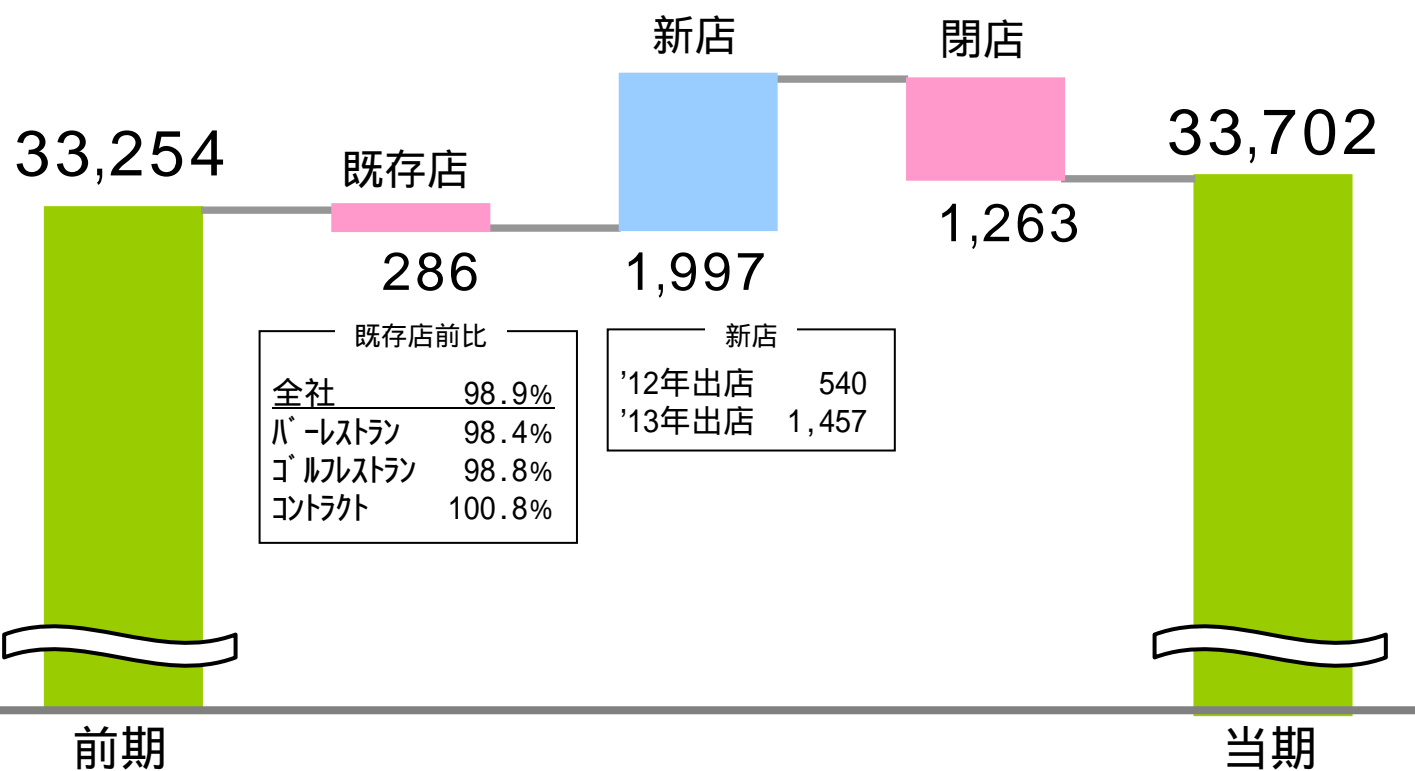 新店
閉店
33,254
33,702
既存店
1,263
286
1,997
既存店前比
全社 98.9%
バーレストラン 98.4%
ゴルフレストラン 98.8%
コントラクト 100.8%
新店
’12年出店 540
’13年出店 1,457
前期
当期